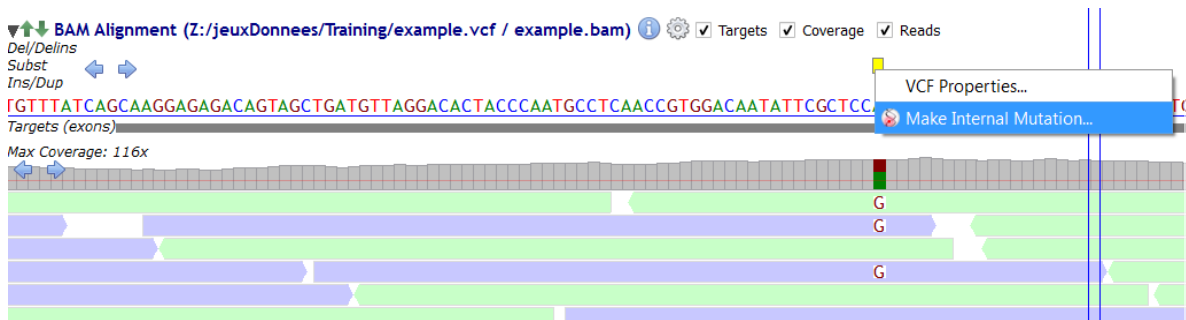 BAM Alignment (Z:/jeuxDonnees/Training/example.vcf / example.bam) Targets Coverage Reads
Del/Delins
Subst
Ins/Dup
VCF Properties...
TGTTTATCAGCAAGGAGAGACAGTAGCTGATGTTAGGACACTACCCAATGCCTCAACCGTGGACAATATTCGCTCCA
Make Internal Mutation...
Targets (exons)
Max Coverage: 116x
G
G
G